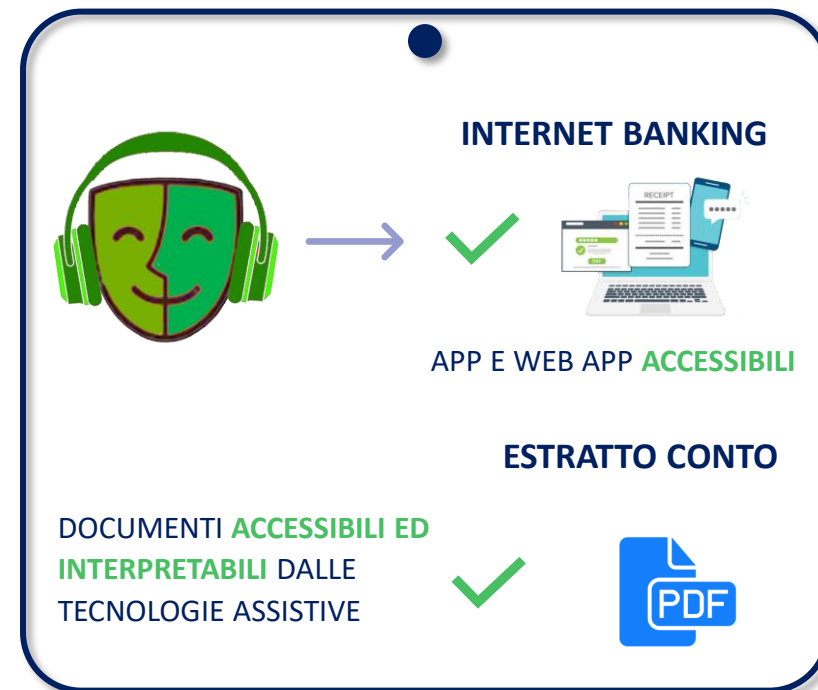 INTERNET BANKING
RECEIPT
APP E WEB APP ACCESSIBILI
ESTRATTO CONTO
DOCUMENTI ACCESSIBILI ED
INTERPRETABILI DALLE
TECNOLOGIE ASSISTIVE
PDF